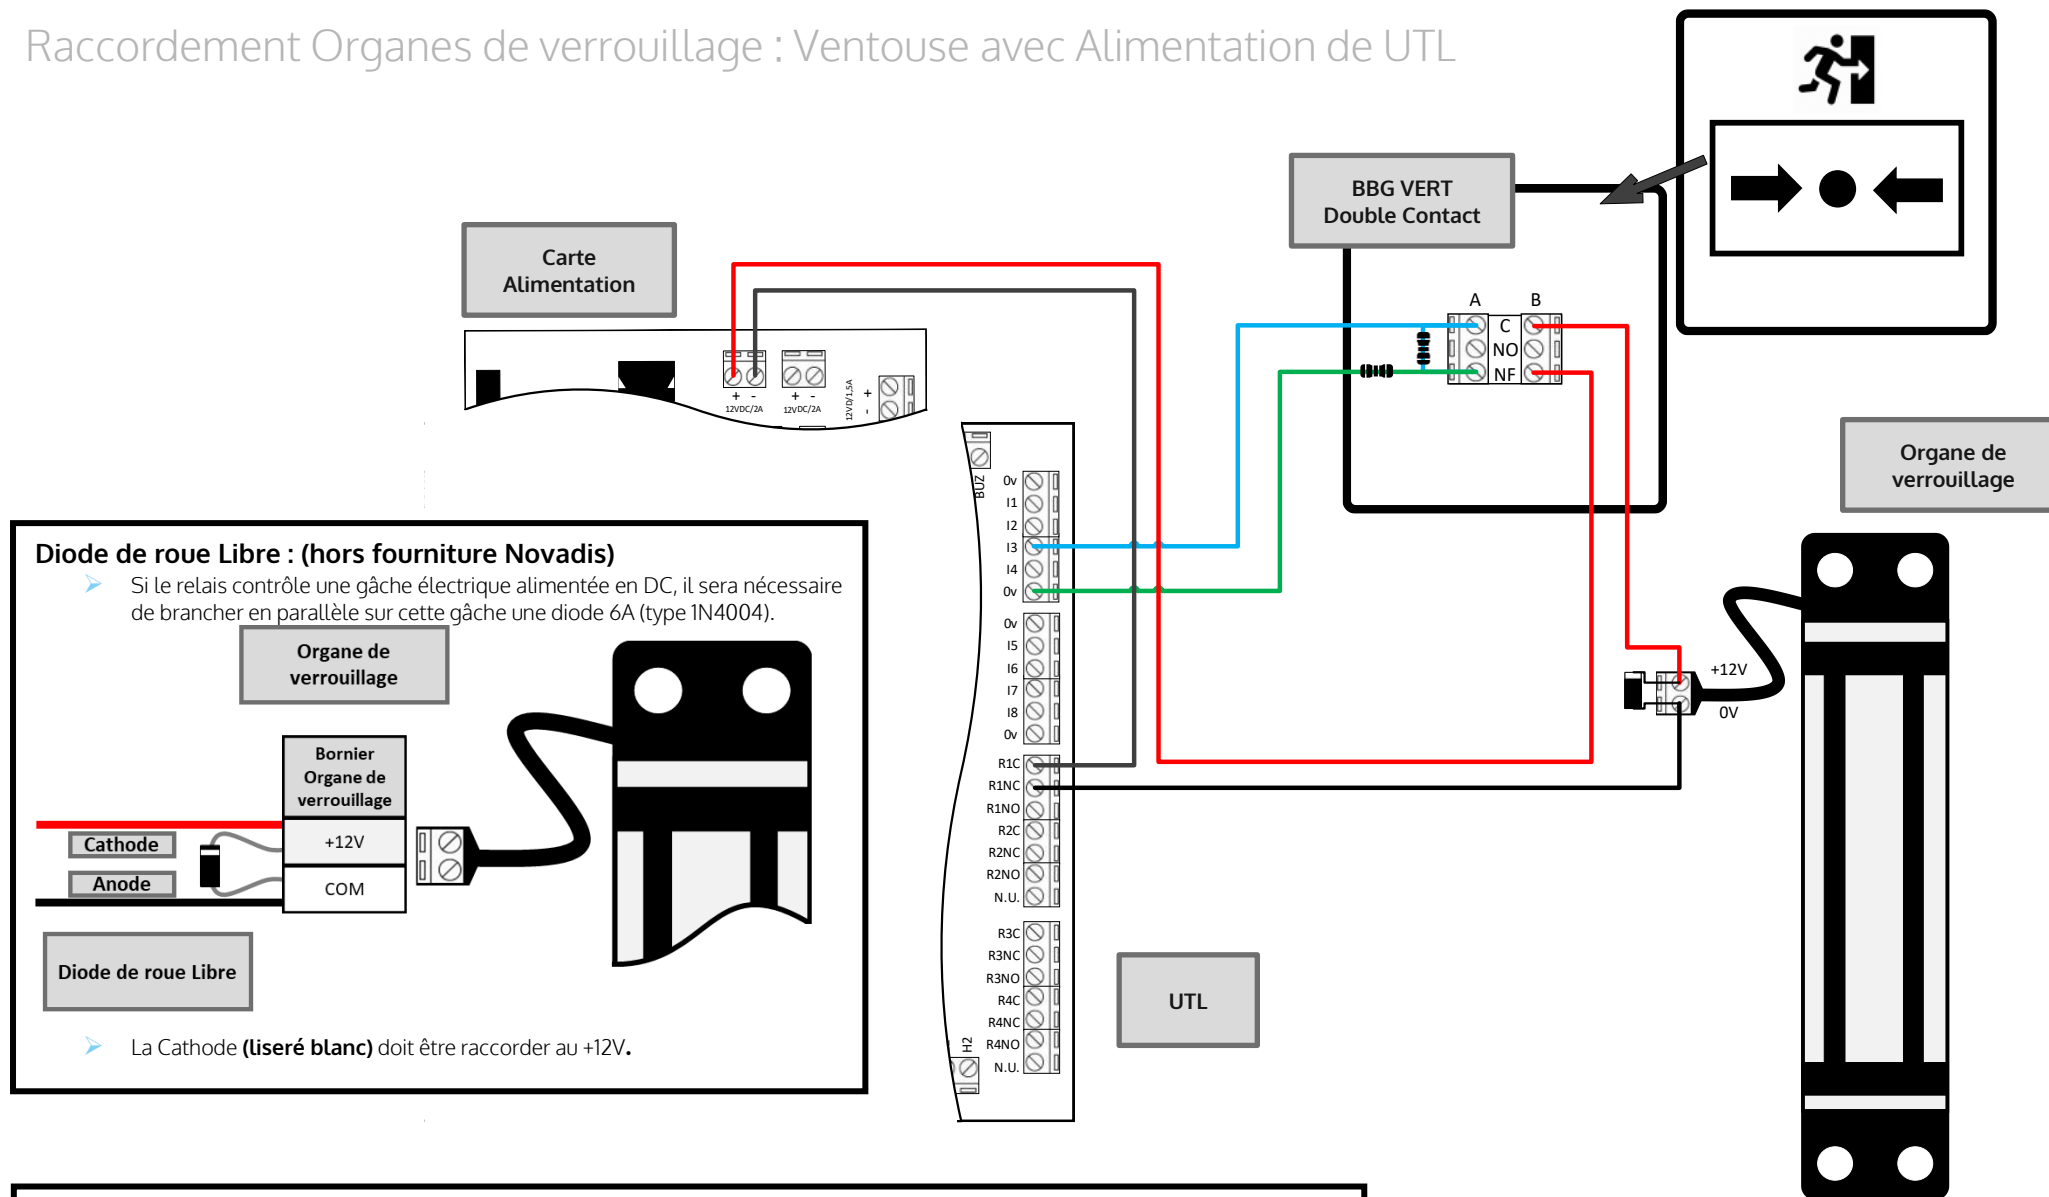 Raccordement Organes de verrouillage : Ventouse avec Alimentation de UTL
BBG VERT
Double Contact
Carte
Alimentation
A
B
C
NO
NF
+ -
12VDC/2A
+ -
12VDC/2A
12VD/1,5A
+
-
Organe de
verrouillage
+12V
0V
BUZ
0v
I1
I2
I3
I4
0v
0v
I5
I6
I7
I8
0v
R1C
R1NC
R1NO
R2C
R2NC
R2NO
N.U.
R3C
R3NC
R3NO
R4C
R4NC
R4NO
N.U.
H2
UTL
Diode de roue Libre : (hors fourniture Novadis)
Si le relais contrôle une gâche électrique alimentée en DC, il sera nécessaire
de brancher en parallèle sur cette gâche une diode 6A (type 1N4004).
Organe de
verrouillage
Bornier
Organe de
verrouillage
+12V
COM
Cathode
Anode
Diode de roue Libre
La Cathode (liseré blanc) doit être raccorder au +12V.